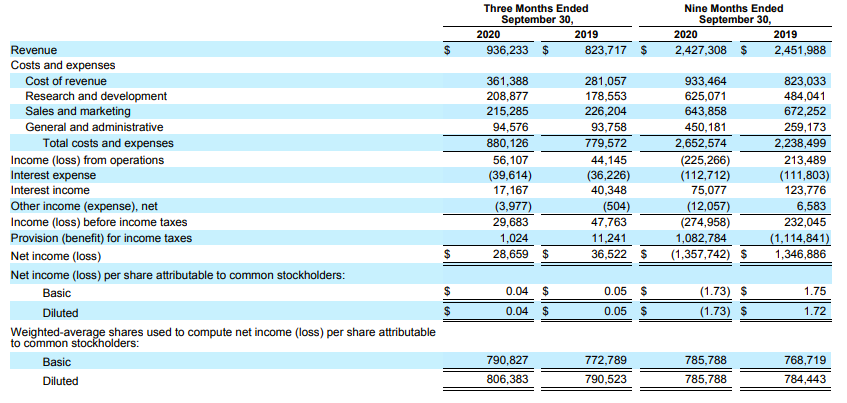 Three Months Ended Nine Months Ended
September 30, September 30,
2020 2019 2020 2019
Revenue $ 936,233 $ 823,717 $ 2,427,308 $ 2,451,988
Costs and expenses
Cost of revenue 361,388 281,057 933,464 823,033
Research and development 208,877 178,553 625,071 484,041
Sales and marketing 215,285 226,204 643,858 672,252
General and administrative 94,576 93,758 450,181 259,173
Total costs and expenses 880,126 779,572 2,652,574 2,238,499
Income (loss) from operations 56,107 44,145 (225,266) 213,489
Interest expense (39,614) (36,226) (112,712) (111,803)
Interest income 17,167 40,348 75,077 123,776
Other income (expense), net (3,977) (504) (12,057) 6,583
Income (loss) before income taxes 29,683 47,763 (274,958) 232,045
Provision (benefit) for income taxes 1,024 11,241 1,082,784 (1,114,841)
Net income (loss) $ 28,659 $ 36,522 $ (1,357,742) $ 1,346,886
Net income (loss) per share attributable to common stockholders:
Basic $ 0.04 $ 0.05 $ (1.73) $ 1.75
Diluted $ 0.04 $ 0.05 $ (1.73) $ 1.72
Weighted-average shares used to compute net income (loss) per share attributable
to common stockholders:
Basic 790,827 772,789 785,788 768,719
Diluted 806,383 790,523 785,788 784,443